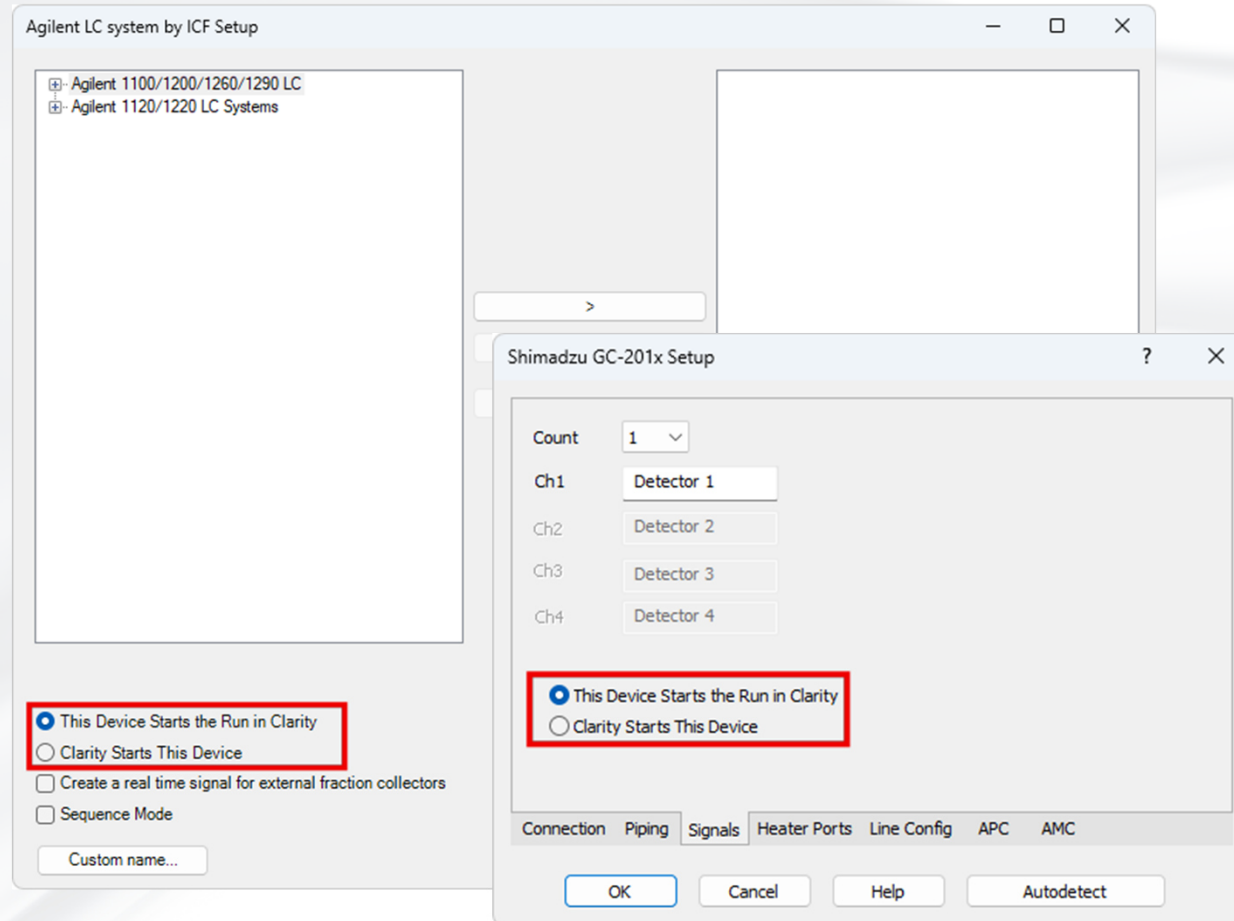 Agilent LC system by ICF Setup
Agilent 1100/1200/1260/1290 LC
Agilent 1120/1220 LC Systems
>
This Device Starts the Run in Clarity
Clarity Starts This Device
Create a real time signal for external fraction collectors
Sequence Mode
Custom name...
Shimadzu GC-201x Setup
?
Count 1
Ch1 Detector 1
Ch2 Detector 2
Ch3 Detector 3
Ch4 Detector 4
This Device Starts the Run in Clarity
Clarity Starts This Device
Connection Piping Signals Heater Ports Line Config APC AMC
OK Cancel Help Autodetect